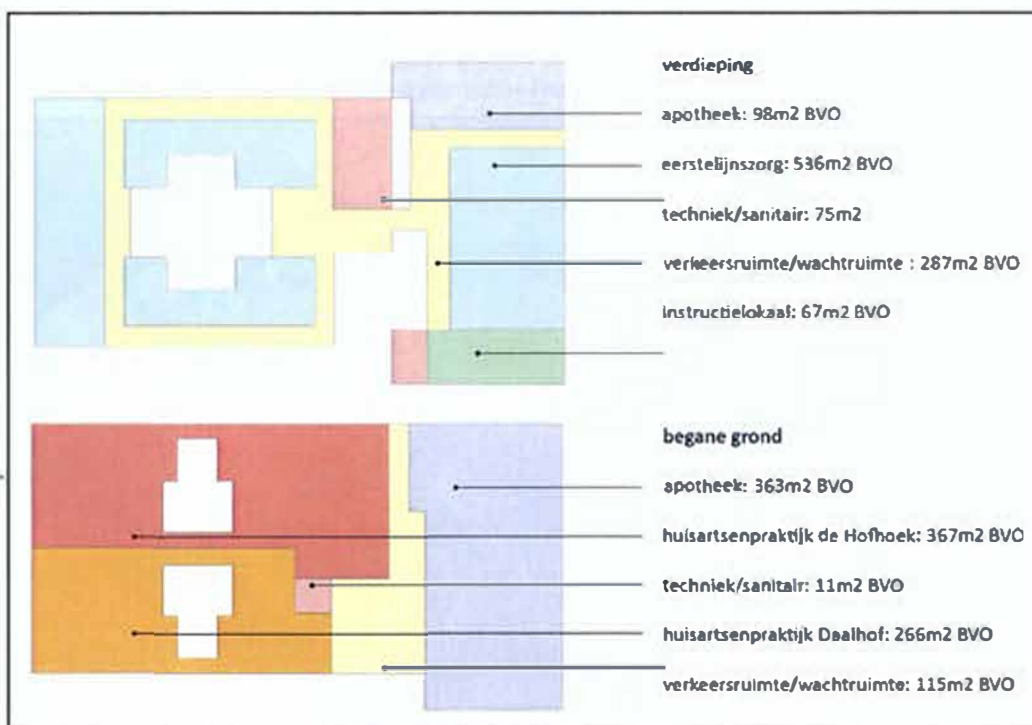 verdieping
apotheek: 98m2 BVO
eerstelijnszorg: 536m2 BVO
techniek/sanitair: 75m2
verkeersruimte/wachtruimte : 287m2 BVO
instructielokaal: 67m2 BVO
begane grond
apotheek: 363m2 BVO
huisartsenpraktijk de Hofhoek: 367m2 BVO
techniek/sanitair: 11m2 BVO
huisartsenpraktijk Daalhof: 266m2 BVO
verkeersruimte/wachtruimte: 115m2 BVO